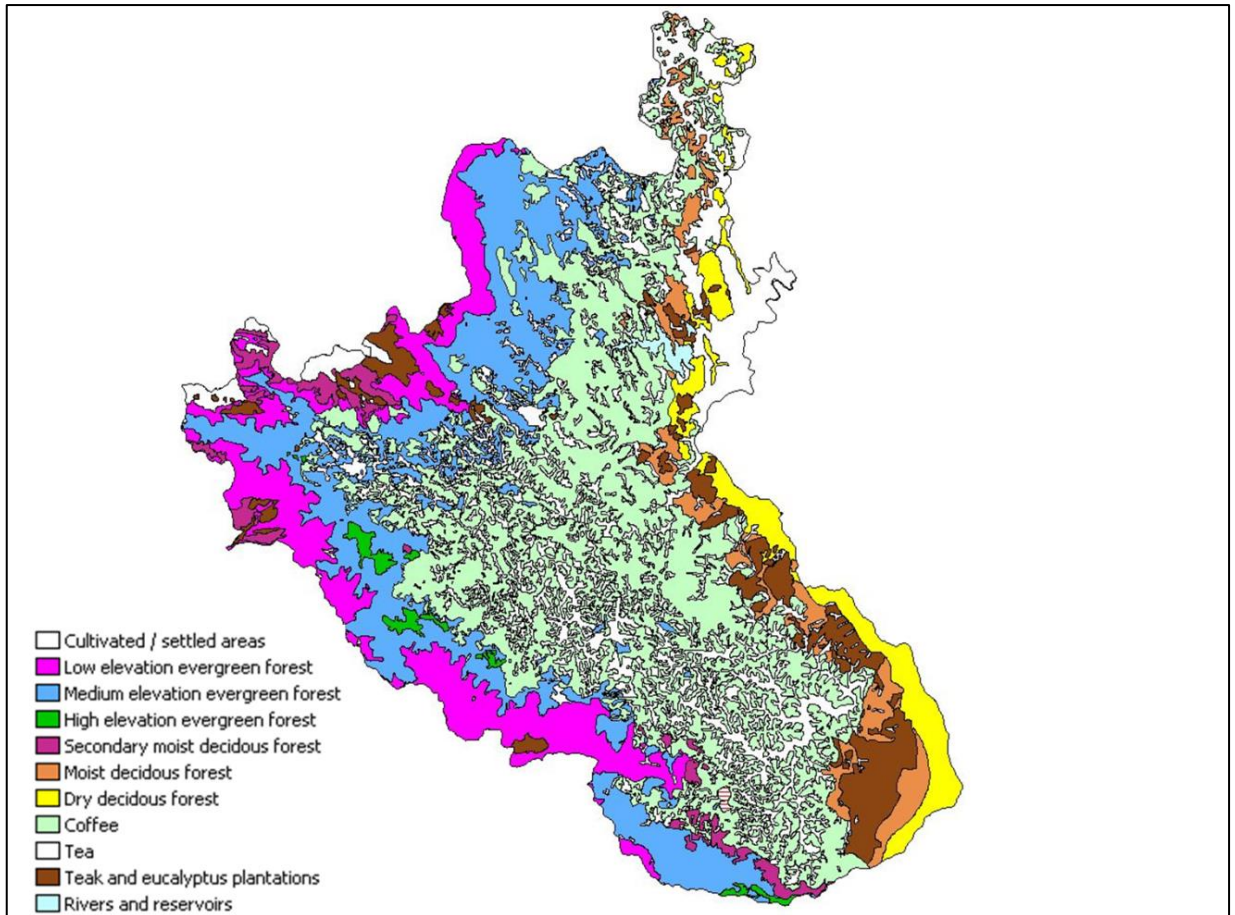 Cultivated / settled areas
Low elevation evergreen forest
Medium elevation evergreen forest
High elevation evergreen forest
Secondary moist decidous forest
Moist decidous forest
Dry decidous forest
Coffee
Tea
Teak and eucalyptus plantations
Rivers and reservoirs